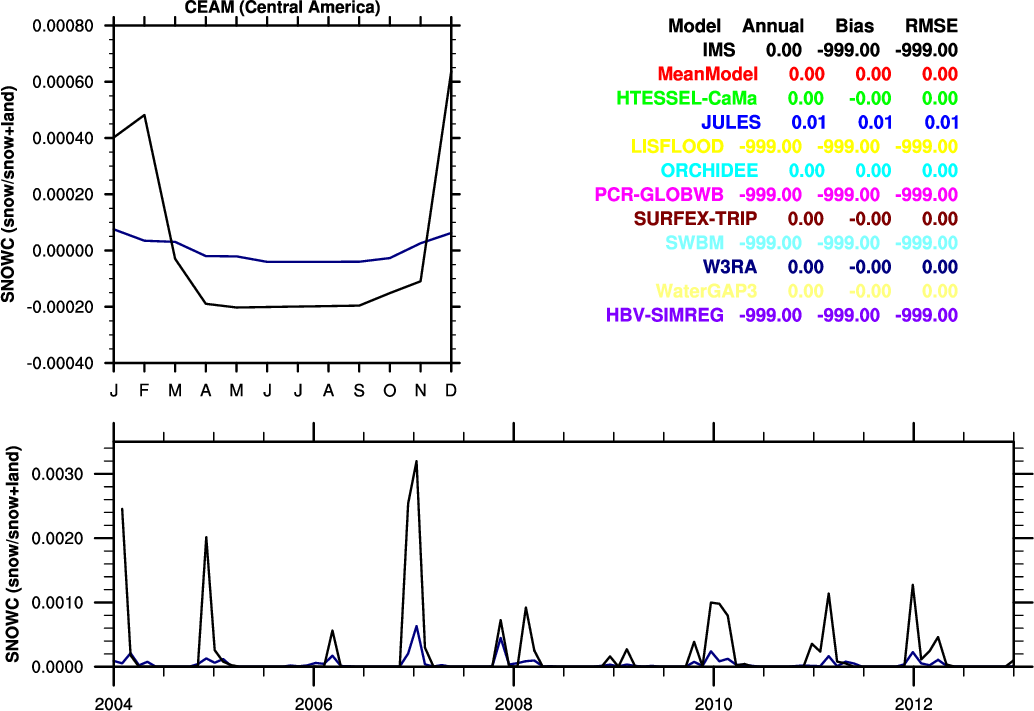 CEAM (Central America)
0.00080
0.00060
0.00040
0.00020
0.00000
-0.00020
-0.00040
SNOWC (snow/snow+land)
J F M A M J J A S O N D
Model Annual Bias RMSE
IMS 0.00 -999.00 -999.00
MeanModel 0.00 0.00 0.00
HTESSEL-CaMa 0.00 -0.00 0.00
JULES 0.01 0.01 0.01
LISFLOOD -999.00 -999.00 -999.00
ORCHIDEE 0.00 0.00 0.00
PCR-GLOBWB -999.00 -999.00 -999.00
SURFEX-TRIP 0.00 -0.00 0.00
SWBM -999.00 -999.00 -999.00
W3RA 0.00 -0.00 0.00
WaterGAP3 0.00 -0.00 0.00
HBV-SIMREG -999.00 -999.00 -999.00
SNOWC (snow/snow+land)
0.0030
0.0020
0.0010
0.0000
2004 2006 2008 2010 2012